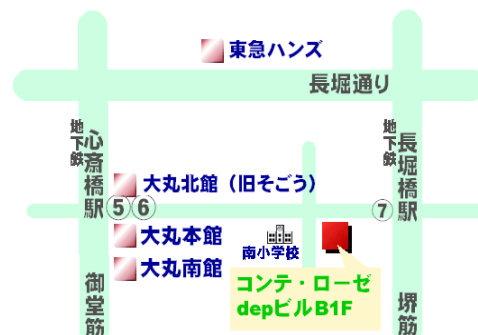 東急ハンズ
長堀通り
地下鉄
心斎橋駅
地下鉄
長堀橋駅
大丸北館（旧そごう）
⑤⑥
⑦
大丸本館
南小学校
大丸南館
コンテ・ローゼ
depビルB1F
御堂筋
堺筋